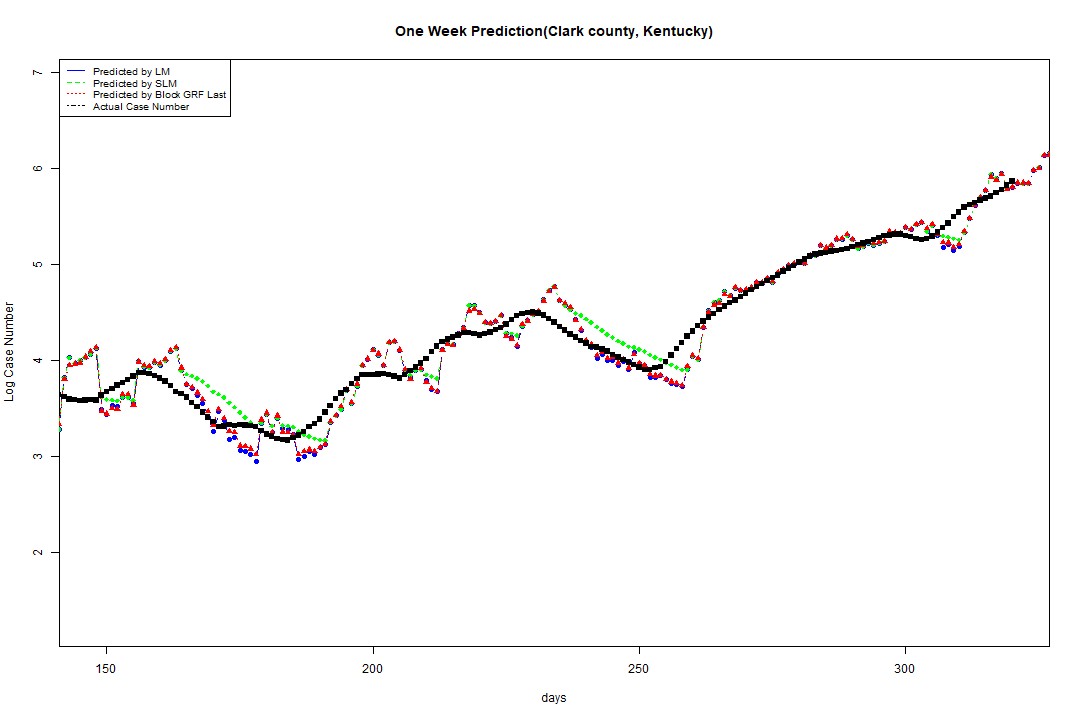 One Week Prediction(Clark county, Kentucky)
Predicted by LM
Predicted by SLM
Predicted by Block GRF Last
Actual Case Number
7
6
5
4
3
2
Log Case Number
150 200 250 300
days